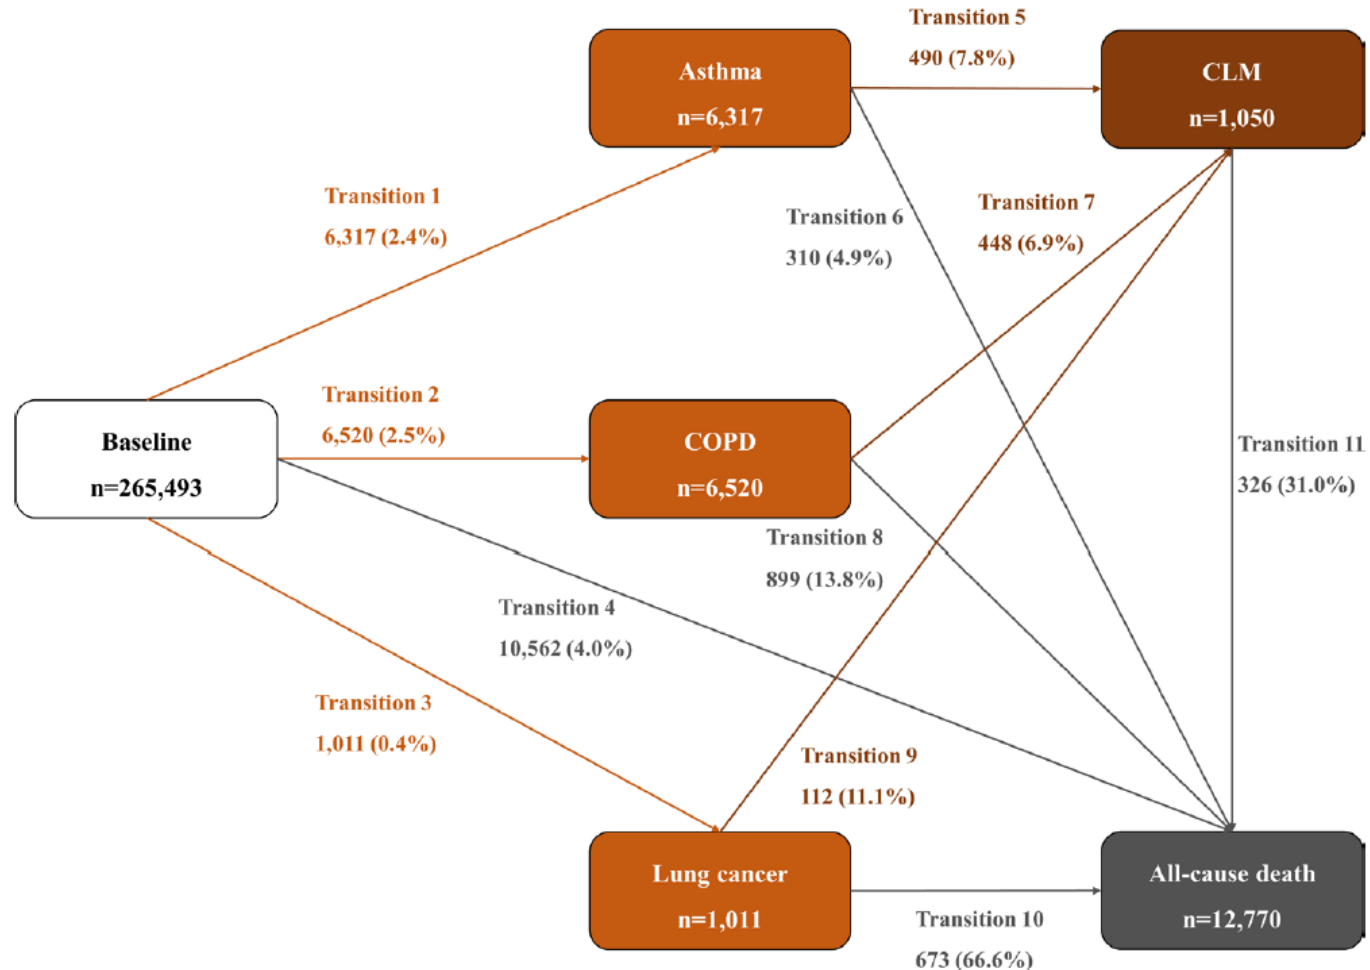 Transition 5
490 (7.8%)
Asthma
n=6,317
CLM
n=1,050
Transition 1
6,317 (2.4%)
Transition 6
310 (4.9%)
Transition 7
448 (6.9%)
Transition 2
6,520 (2.5%)
Baseline
n=265,493
COPD
n=6,520
Transition 11
326 (31.0%)
Transition 8
899 (13.8%)
Transition 4
10,562 (4.0%)
Transition 3
1,011 (0.4%)
Transition 9
112 (11.1%)
Lung cancer
n=1,011
All-cause death
n=12,770
Transition 10
673 (66.6%)